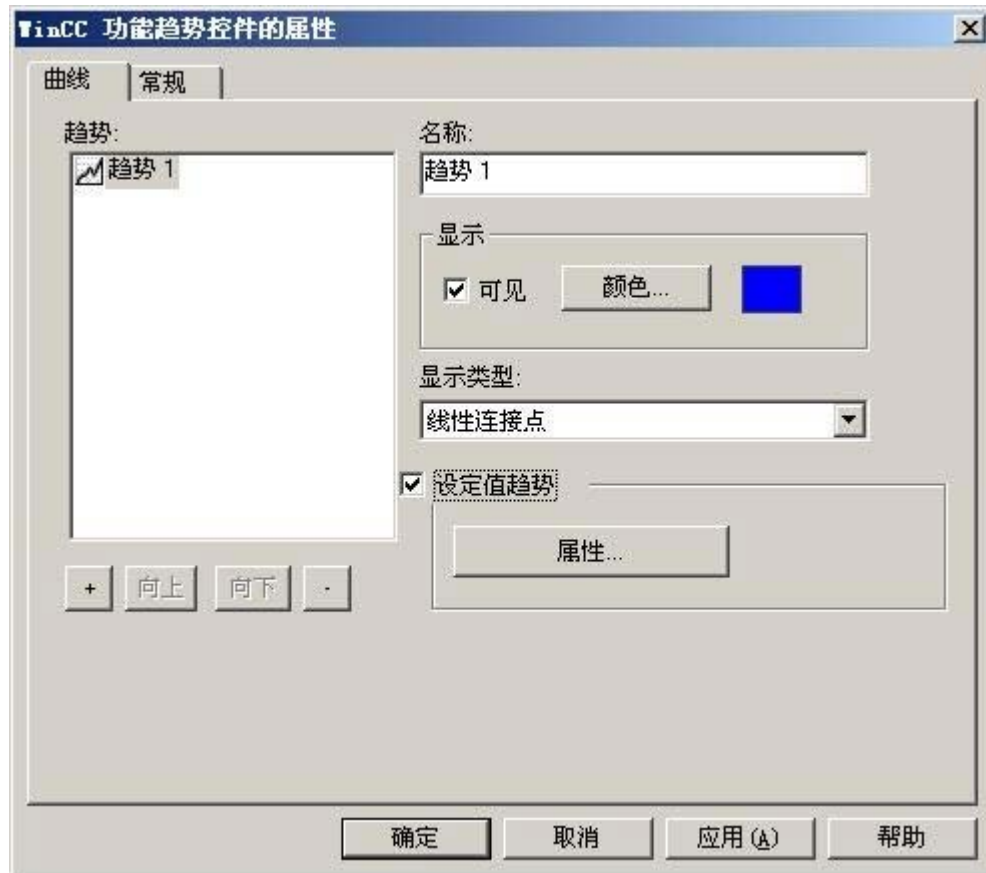 WinCC 功能趋势控件的属性
曲线 常规
趋势:
趋势 1
+ 向上 向下 -
名称:
趋势 1
显示
可见 颜色...
显示类型:
线性连接点
设定值趋势
属性...
确定 取消 应用(A) 帮助